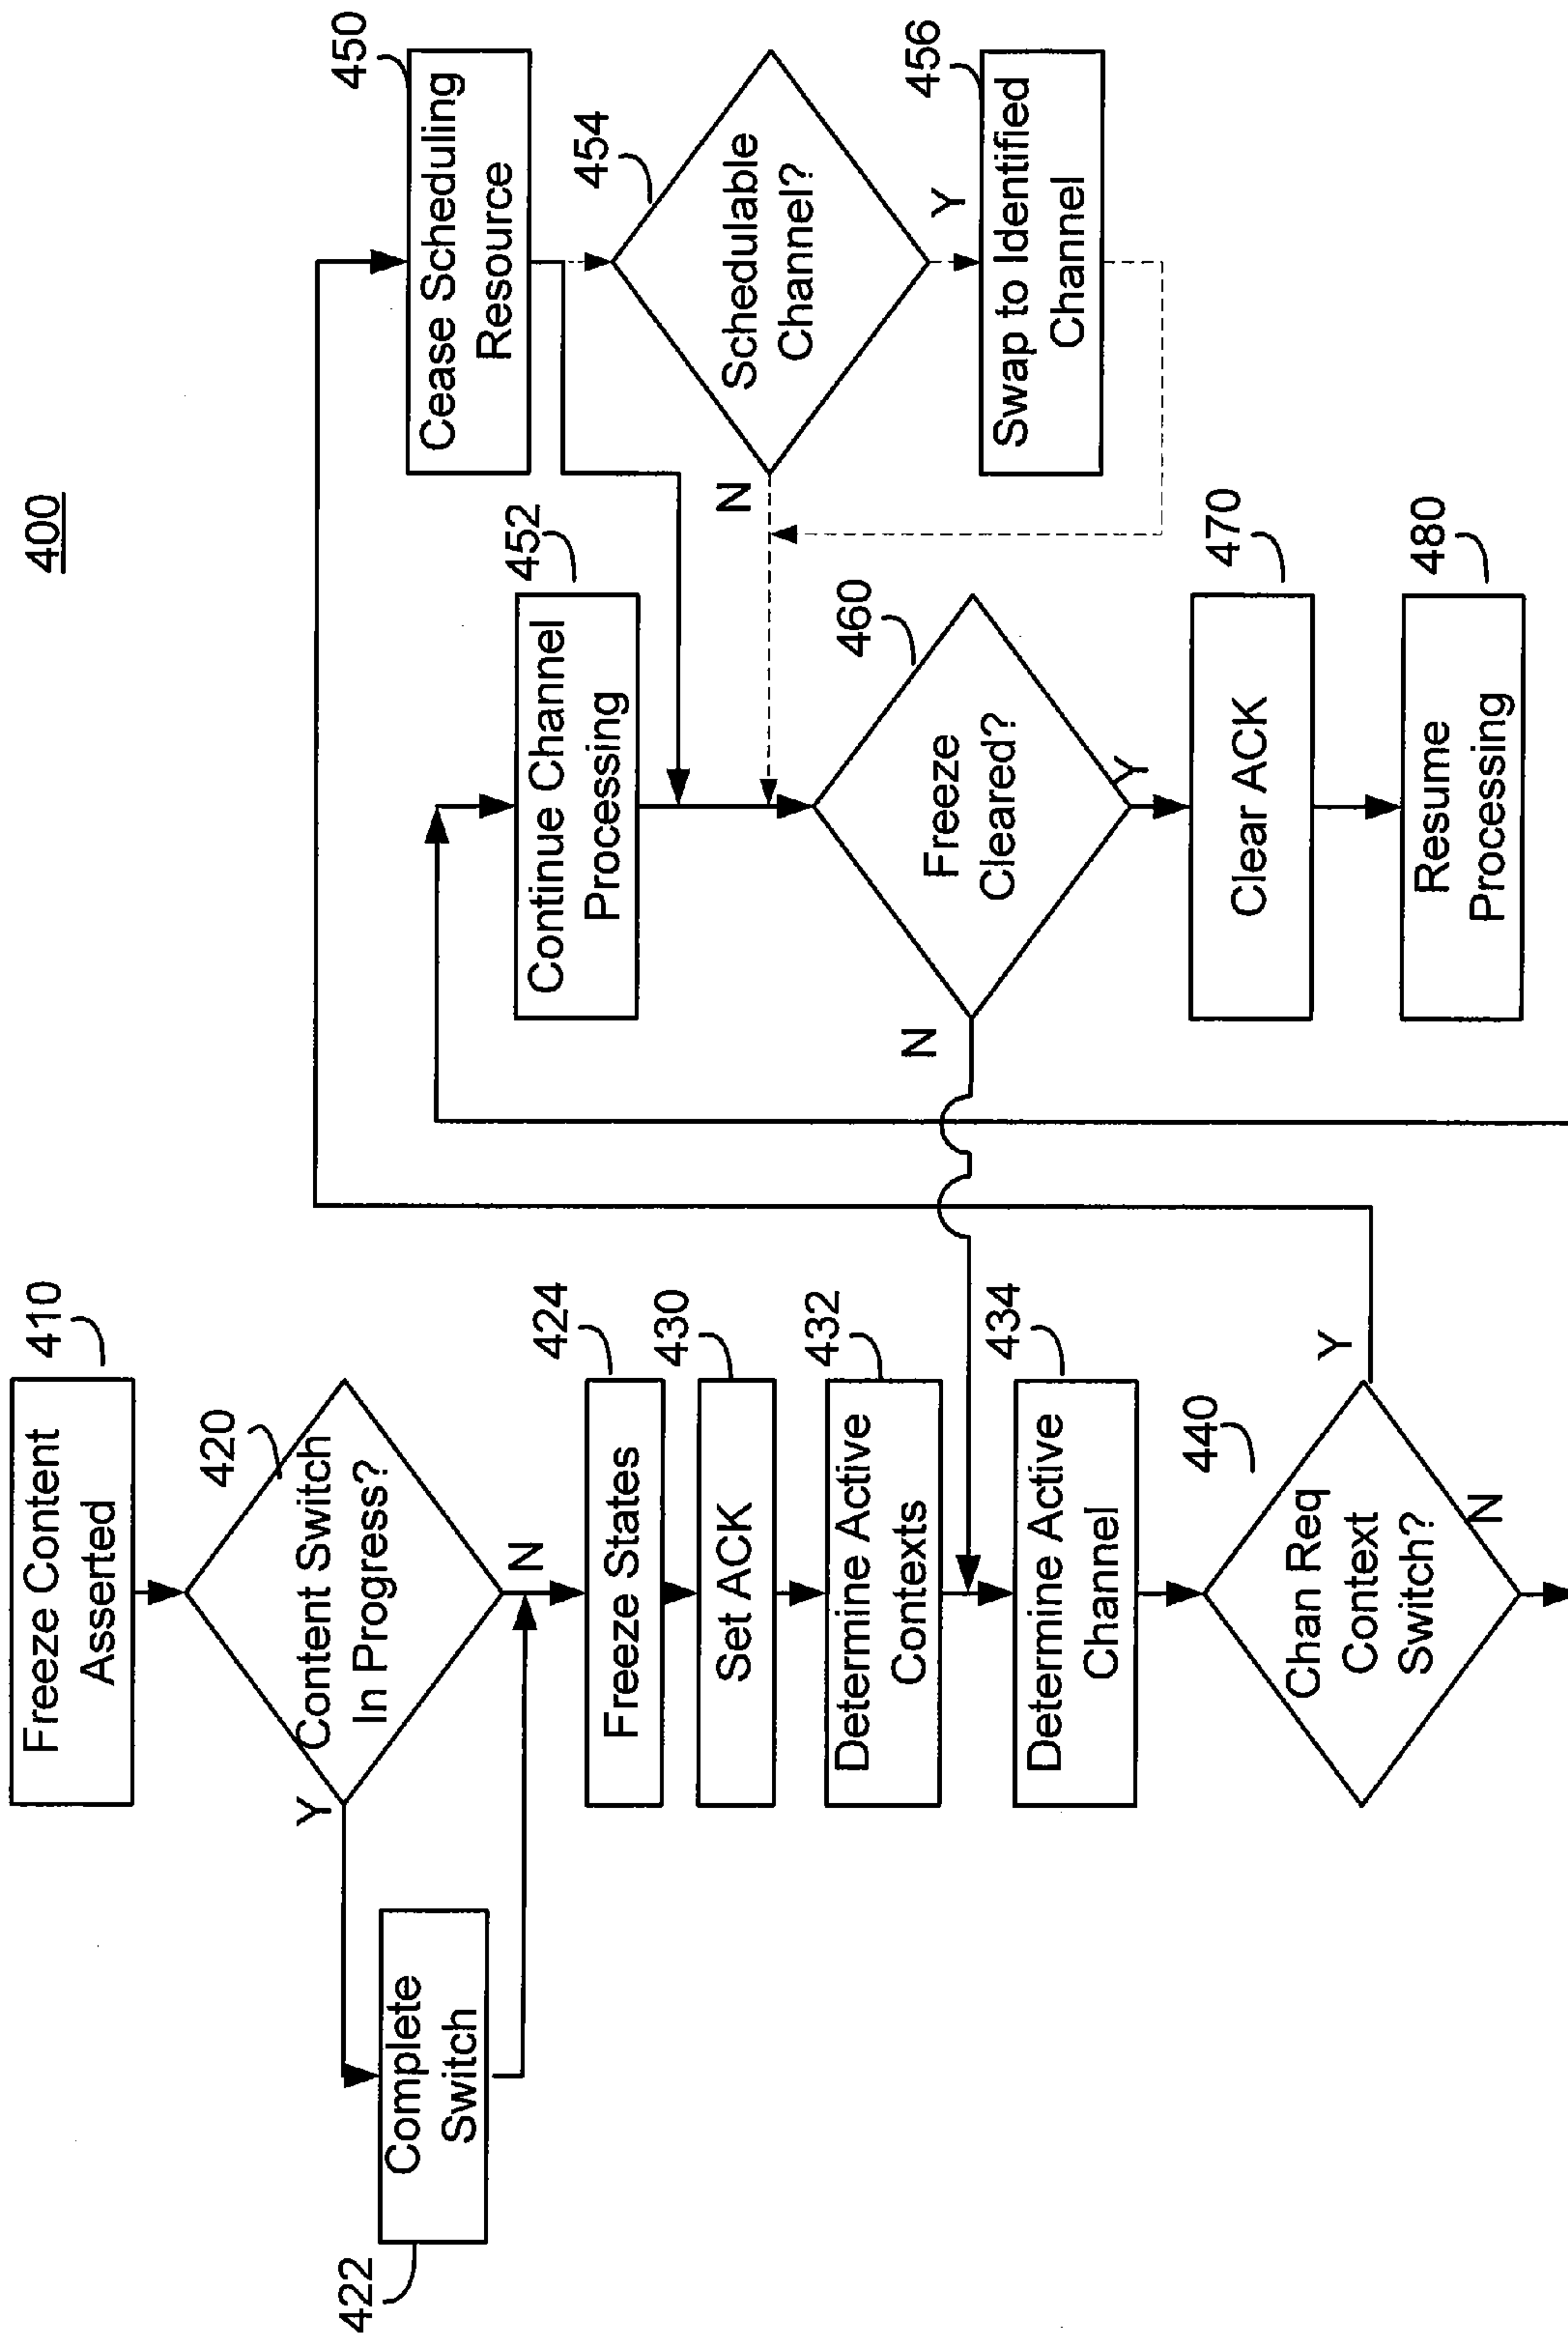 400
Freeze Content
Asserted
410
Content Switch
In Progress?
420
Y
N
Complete
Switch
422
Freeze States
424
Set ACK
430
Determine Active
Contexts
432
Determine Active
Channel
434
Chan Req
Context
Switch?
440
Y
N
Cease Scheduling
Resource
450
Continue Channel
Processing
452
Schedulable
Channel?
454
N
Y
Swap to Identified
Channel
456
Freeze
Cleared?
460
N
Y
Clear ACK
470
Resume
Processing
480